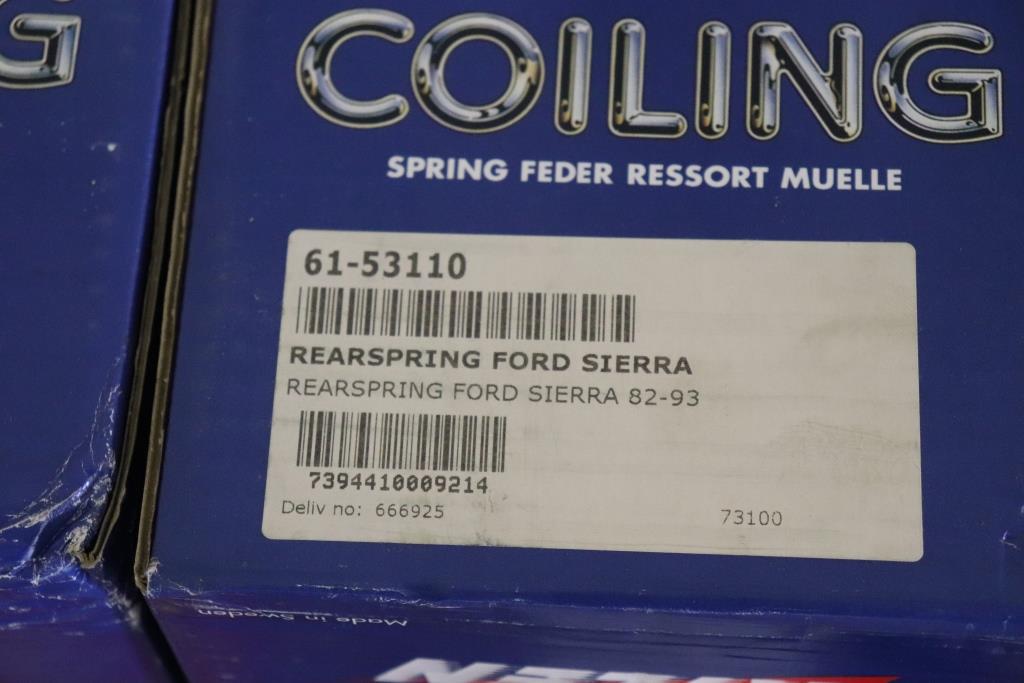 G
COILING
SPRING FEDER RESSORT MUELLE
61-53110
REARSPRING FORD SIERRA
REARSPRING FORD SIERRA 82-93
7394410009214
Deliv no: 666925
73100
Made in Sweden